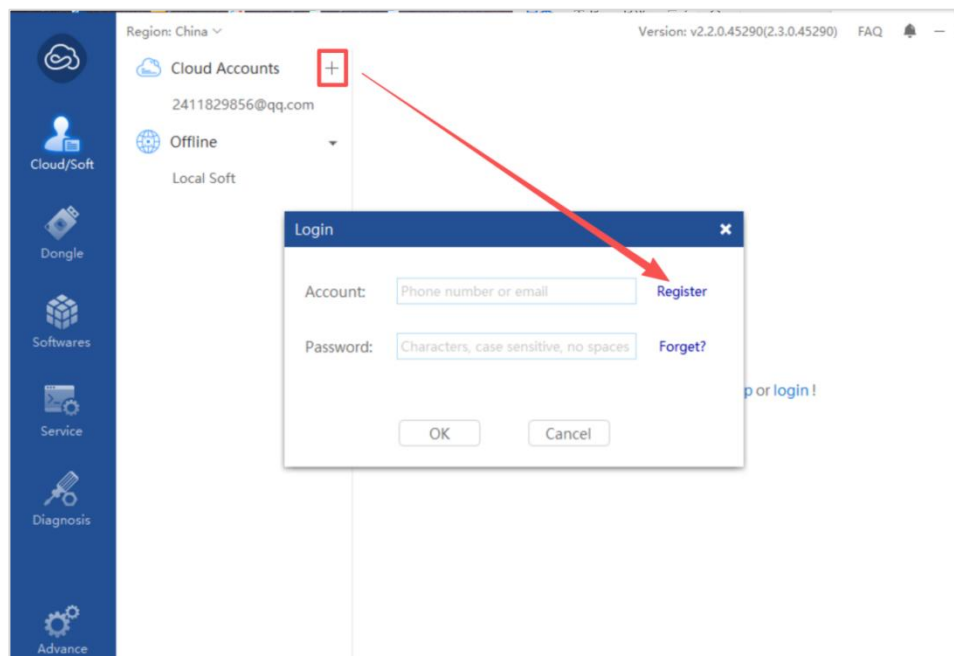 Region: China
Version: v2.2.0.45290(2.3.0.45290) FAQ
Cloud Accounts
2411829856@qq.com
Offline
Local Soft
Cloud/Soft
Dongle
Softwares
Service
Diagnosis
Advance
Login
Account: Phone number or email Register
Password: Characters, case sensitive, no spaces Forget?
OK Cancel
or login !